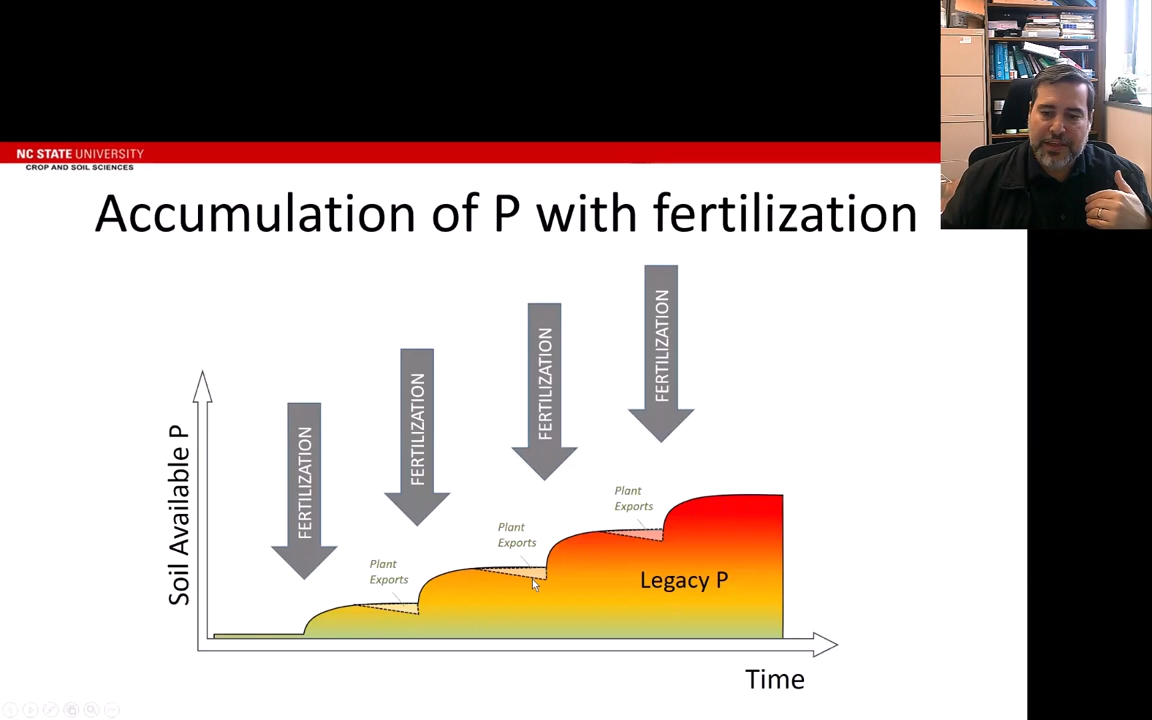 NC STATE UNIVERSITY
CROP AND SOIL SCIENCES
Accumulation of P with fertilization
FERTILIZATION
FERTILIZATION
FERTILIZATION
FERTILIZATION
Soil Available P
Plant
Exports
Plant
Exports
Plant
Exports
Legacy P
Time